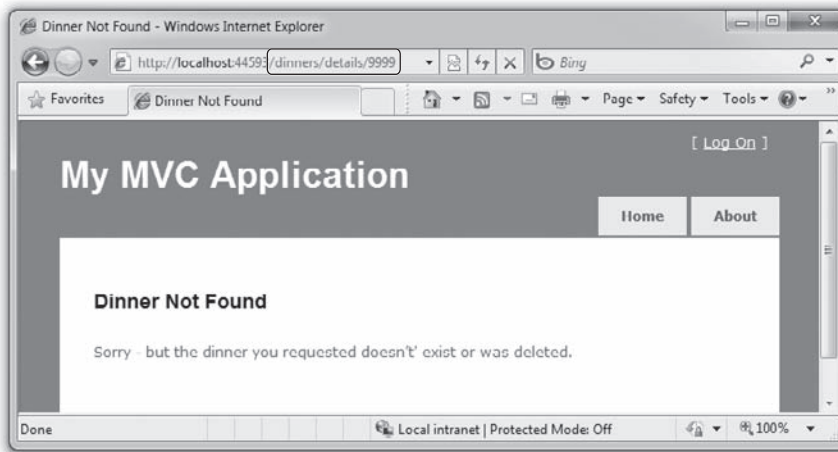 Dinner Not Found - Windows Internet Explorer
http://localhost:44593/dinners/details/9999
Bing
Favorites
Dinner Not Found
Page
Safety
Tools
[ Log On ]
My MVC Application
Home
About
Dinner Not Found
Sorry - but the dinner you requested doesn't' exist or was deleted.
Done
Local intranet | Protected Mode: Off
100%